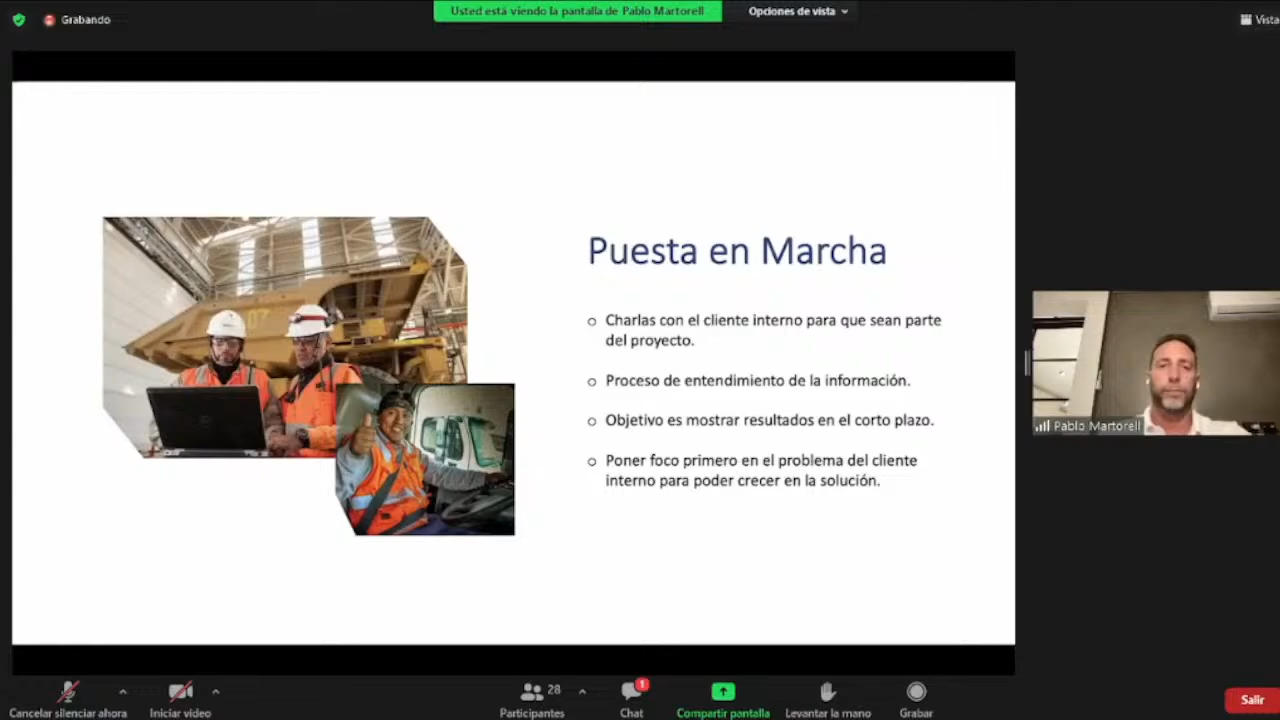 Grabando
Usted está viendo la pantalla de Pablo Martorell
Opciones de vista
Vista
Puesta en Marcha
Charlas con el cliente interno para que sean parte
del proyecto.
Proceso de entendimiento de la información.
Objetivo es mostrar resultados en el corto plazo.
Poner foco primero en el problema del cliente
interno para poder crecer en la solución.
07
Pablo Martorell
Cancelar silenciar ahora
Iniciar video
28
Participantes
1
Chat
Compartir pantalla
Levantar la mano
Grabar
Salir